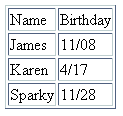 Name Birthday
James 11/08
Karen 4/17
Sparky 11/28